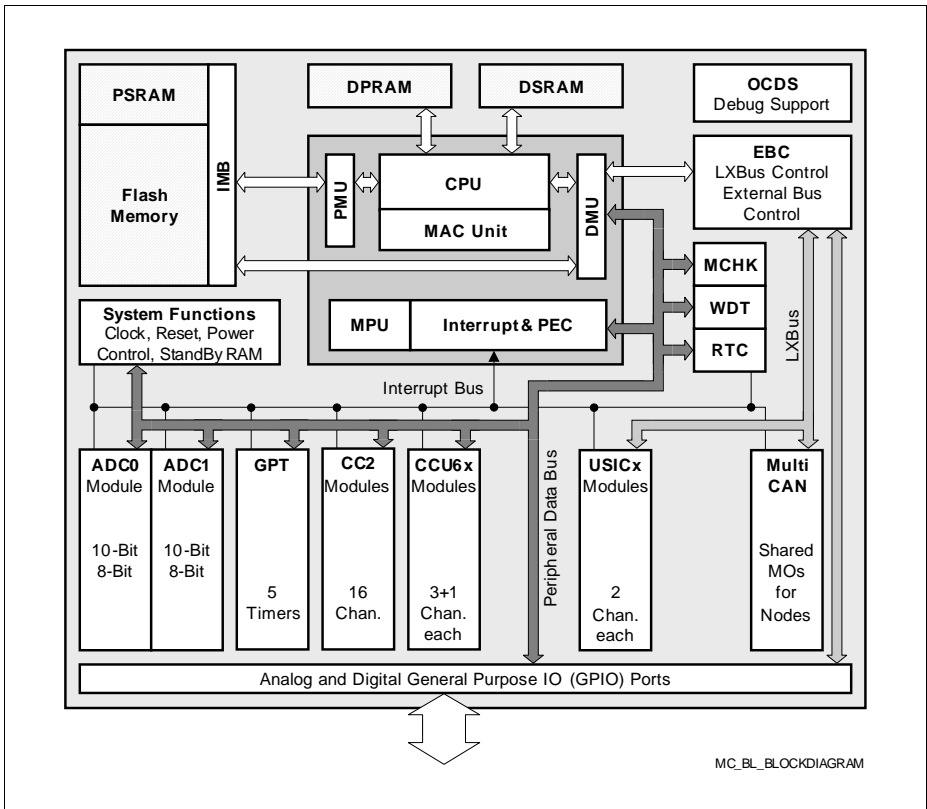 PSRAM
Flash
Memory
IMB
DPRAM
DSRAM
OCDS
Debug Support
PMU
CPU
MAC Unit
DMU
EBC
LXBus Control
External Bus
Control
MCHK
WDT
RTC
LXBus
System Functions
Clock, Reset, Power
Control, StandBy RAM
MPU
Interrupt & PEC
Interrupt Bus
ADC0
Module
10-Bit
8-Bit
ADC1
Module
10-Bit
8-Bit
GPT
5
Timers
CC2
Modules
16
Chan.
CCU6x
Modules
3+1
Chan.
each
Peripheral Data Bus
USICx
Modules
2
Chan.
each
Multi
CAN
Shared
MOs
for
Nodes
Analog and Digital General Purpose IO (GPIO) Ports
MC_BL_BLOCKDIAGRAM